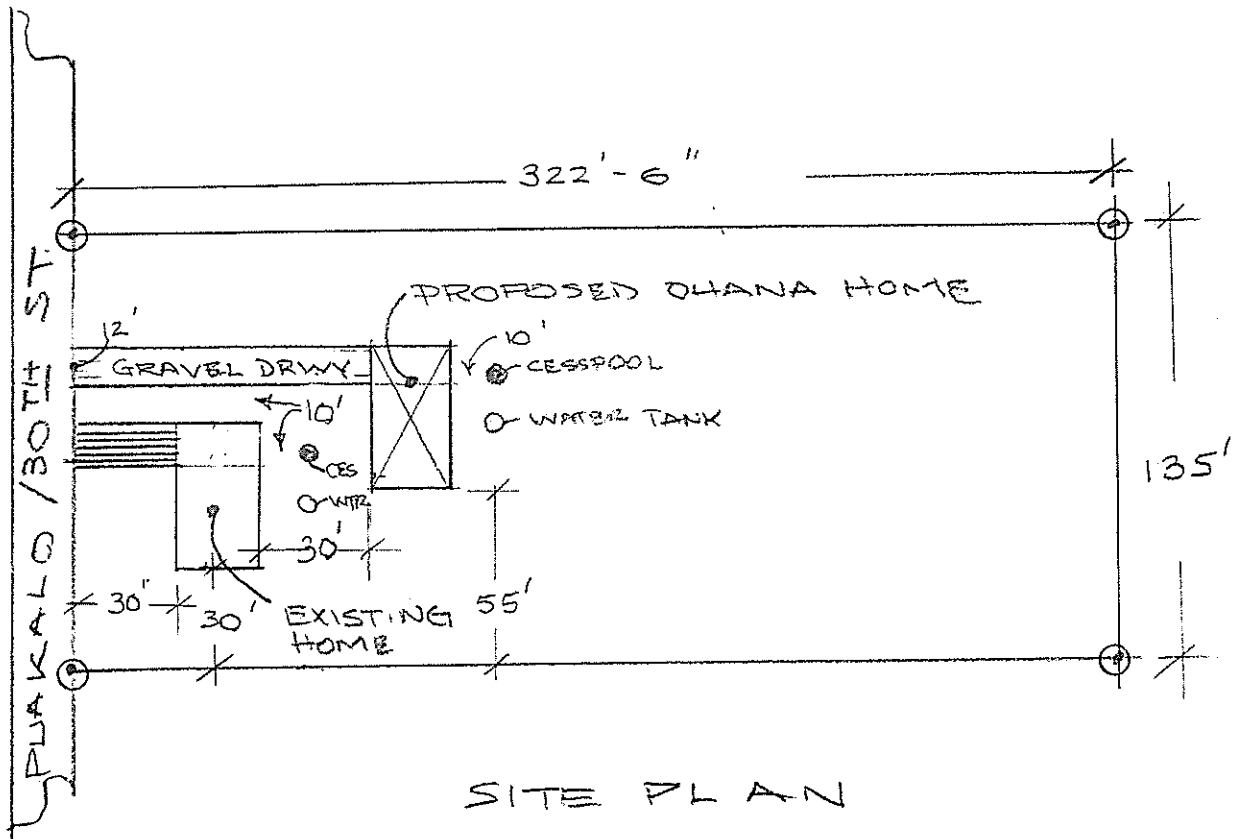 322'-6"
PUAKALO /30TH ST.
PROPOSED OHANA HOME
12'
GRAVEL DRWY
10'
CESSPOOL
WATER TANK
10'
CES
WTR
135'
30'
30"
30'
EXISTING
HOME
55'
SITE PLAN